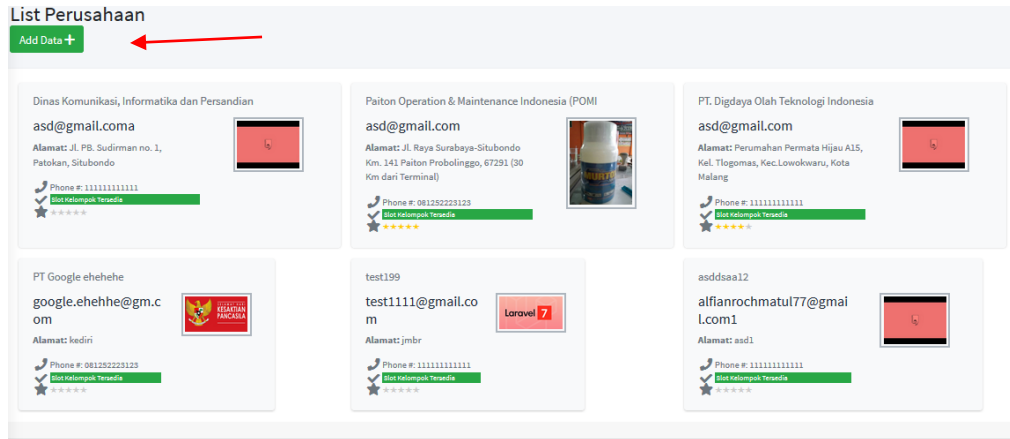 List Perusahaan
Add Data +
Dinas Komunikasi, Informatika dan Persandian
asd@gmail.coma
Alamat: Jl. PB. Sudirman no. 1,
Patokan, Situbondo
Phone #: 111111111111
Slot Kelompok Tersedia
Paiton Operation & Maintenance Indonesia (POMI
asd@gmail.com
Alamat: Jl. Raya Surabaya-Situbondo
Km. 141 Paiton Probolinggo, 67291 (30
Km dari Terminal)
MURTO
Phone #: 081252223123
Slot Kelompok Tersedia
PT. Digdaya Olah Teknologi Indonesia
asd@gmail.com
Alamat: Perumahan Permata Hijau A15,
Kel. Tlogomas, Kec.Lowokwaru, Kota
Malang
Phone #: 111111111111
Slot Kelompok Tersedia
PT Google ehehehe
google.ehehhe@gm.c
om
KESAKTIAN
PANCASILA
Alamat: kediri
Phone #: 081252223123
Slot Kelompok Tersedia
test199
test1111@gmail.co
m
Laravel 7
Alamat: jmbr
Phone #: 111111111111
Slot Kelompok Tersedia
asddsaa12
alfianrochmatul77@gmai
l.com1
Alamat: asd1
Phone #: 111111111111
Slot Kelompok Tersedia